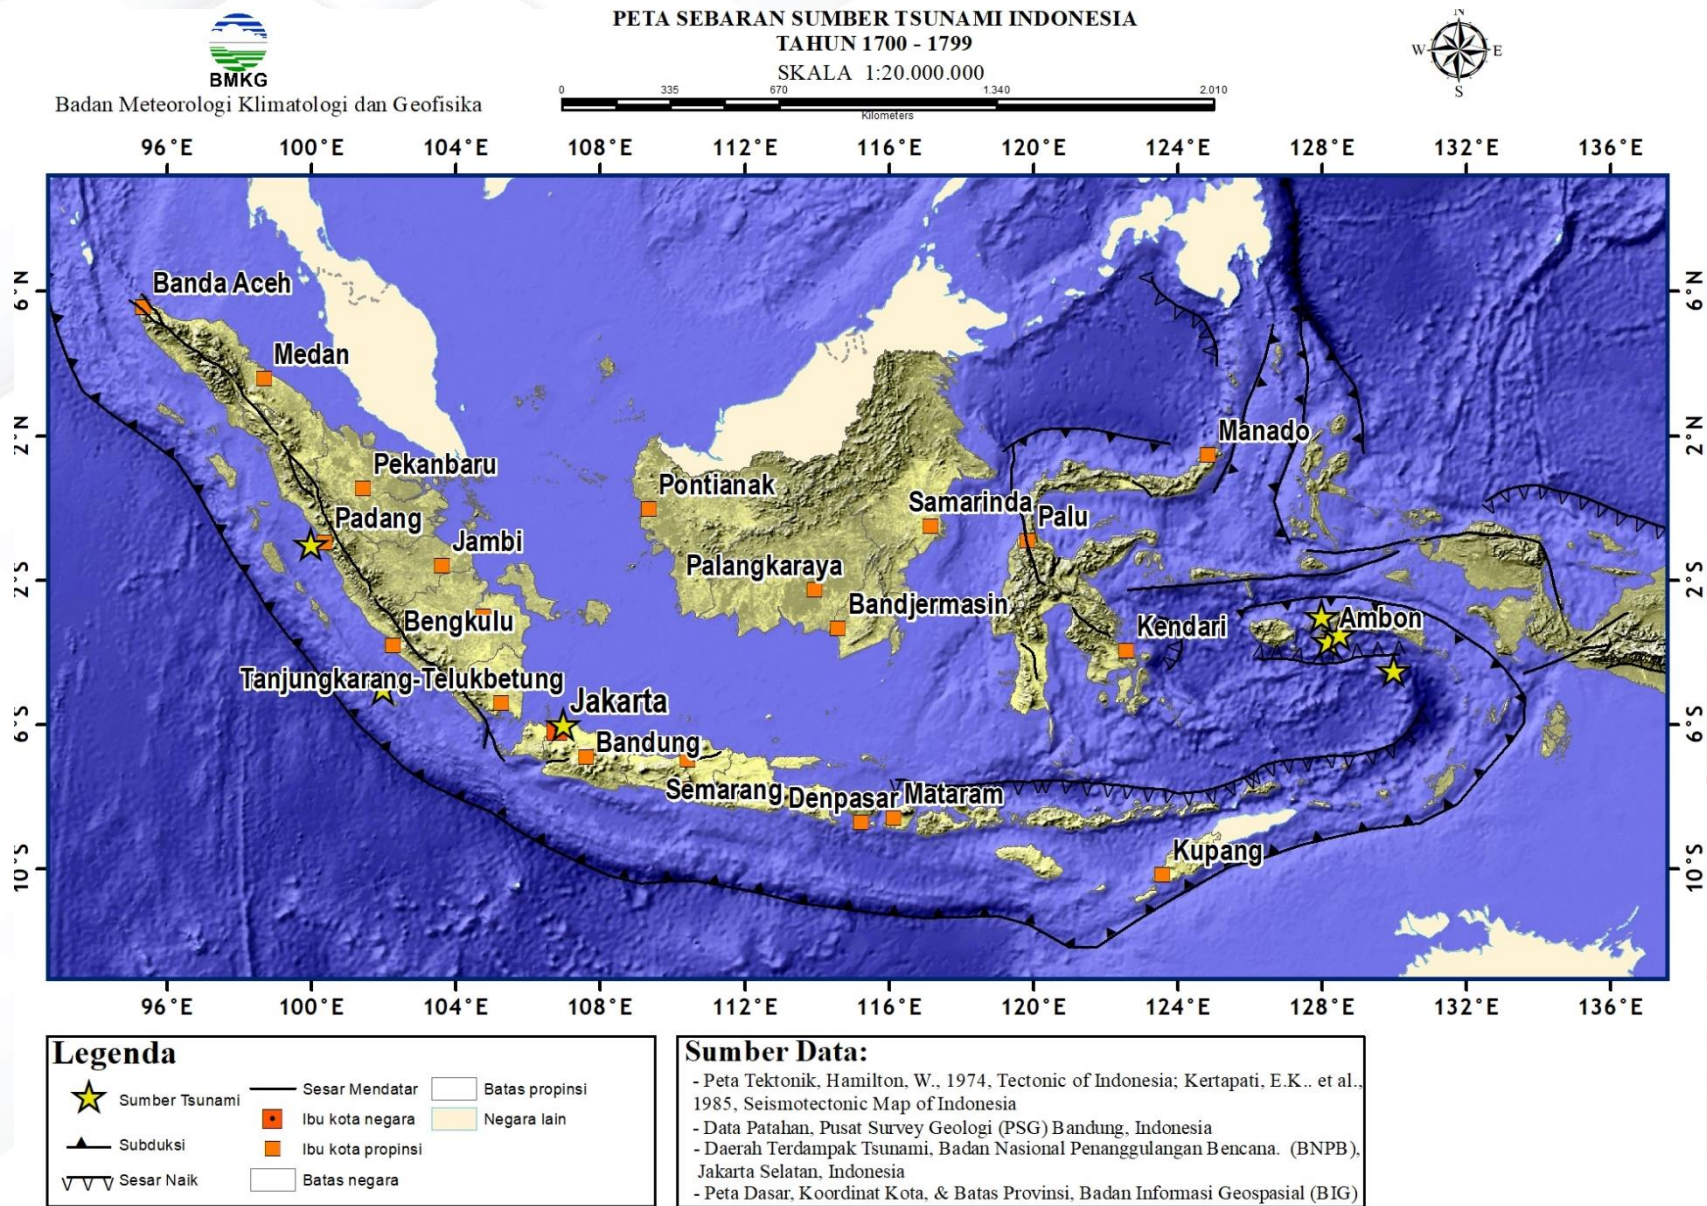 PETA SEBARAN SUMBER TSUNAMI INDONESIA
TAHUN 1700 - 1799
SKALA 1:20.000.000
0 335 670 1.340 2.010
Kilometers
BMKG
Badan Meteorologi Klimatologi dan Geofisika
N
W E
S
96°E 100°E 104°E 108°E 112°E 116°E 120°E 124°E 128°E 132°E 136°E
6°N 6°N
2°N 2°N
2°S 2°S
6°S 6°S
10°S 10°S
Banda Aceh
Medan
Manado
Pekanbaru
Pontianak
Samarinda
Padang
Palu
Jambi
Palangkaraya
Bandjermasin
Bengkulu
Kendari
Ambon
Tanjungkarang-Telukbetung
Jakarta
Bandung
Semarang
Denpasar
Mataram
Kupang
96°E 100°E 104°E 108°E 112°E 116°E 120°E 124°E 128°E 132°E 136°E
Legenda
Sumber Tsunami
Subduksi
Sesar Naik
Sesar Mendatar
Ibu kota negara
Ibu kota propinsi
Batas negara
Batas propinsi
Negara lain
Sumber Data:
- Peta Tektonik, Hamilton, W., 1974, Tectonic of Indonesia; Kertapati, E.K.. et al.,
1985, Seismotectonic Map of Indonesia
- Data Patahan, Pusat Survey Geologi (PSG) Bandung, Indonesia
- Daerah Terdampak Tsunami, Badan Nasional Penanggulangan Bencana. (BNPB),
Jakarta Selatan, Indonesia
- Peta Dasar, Koordinat Kota, & Batas Provinsi, Badan Informasi Geospasial (BIG)